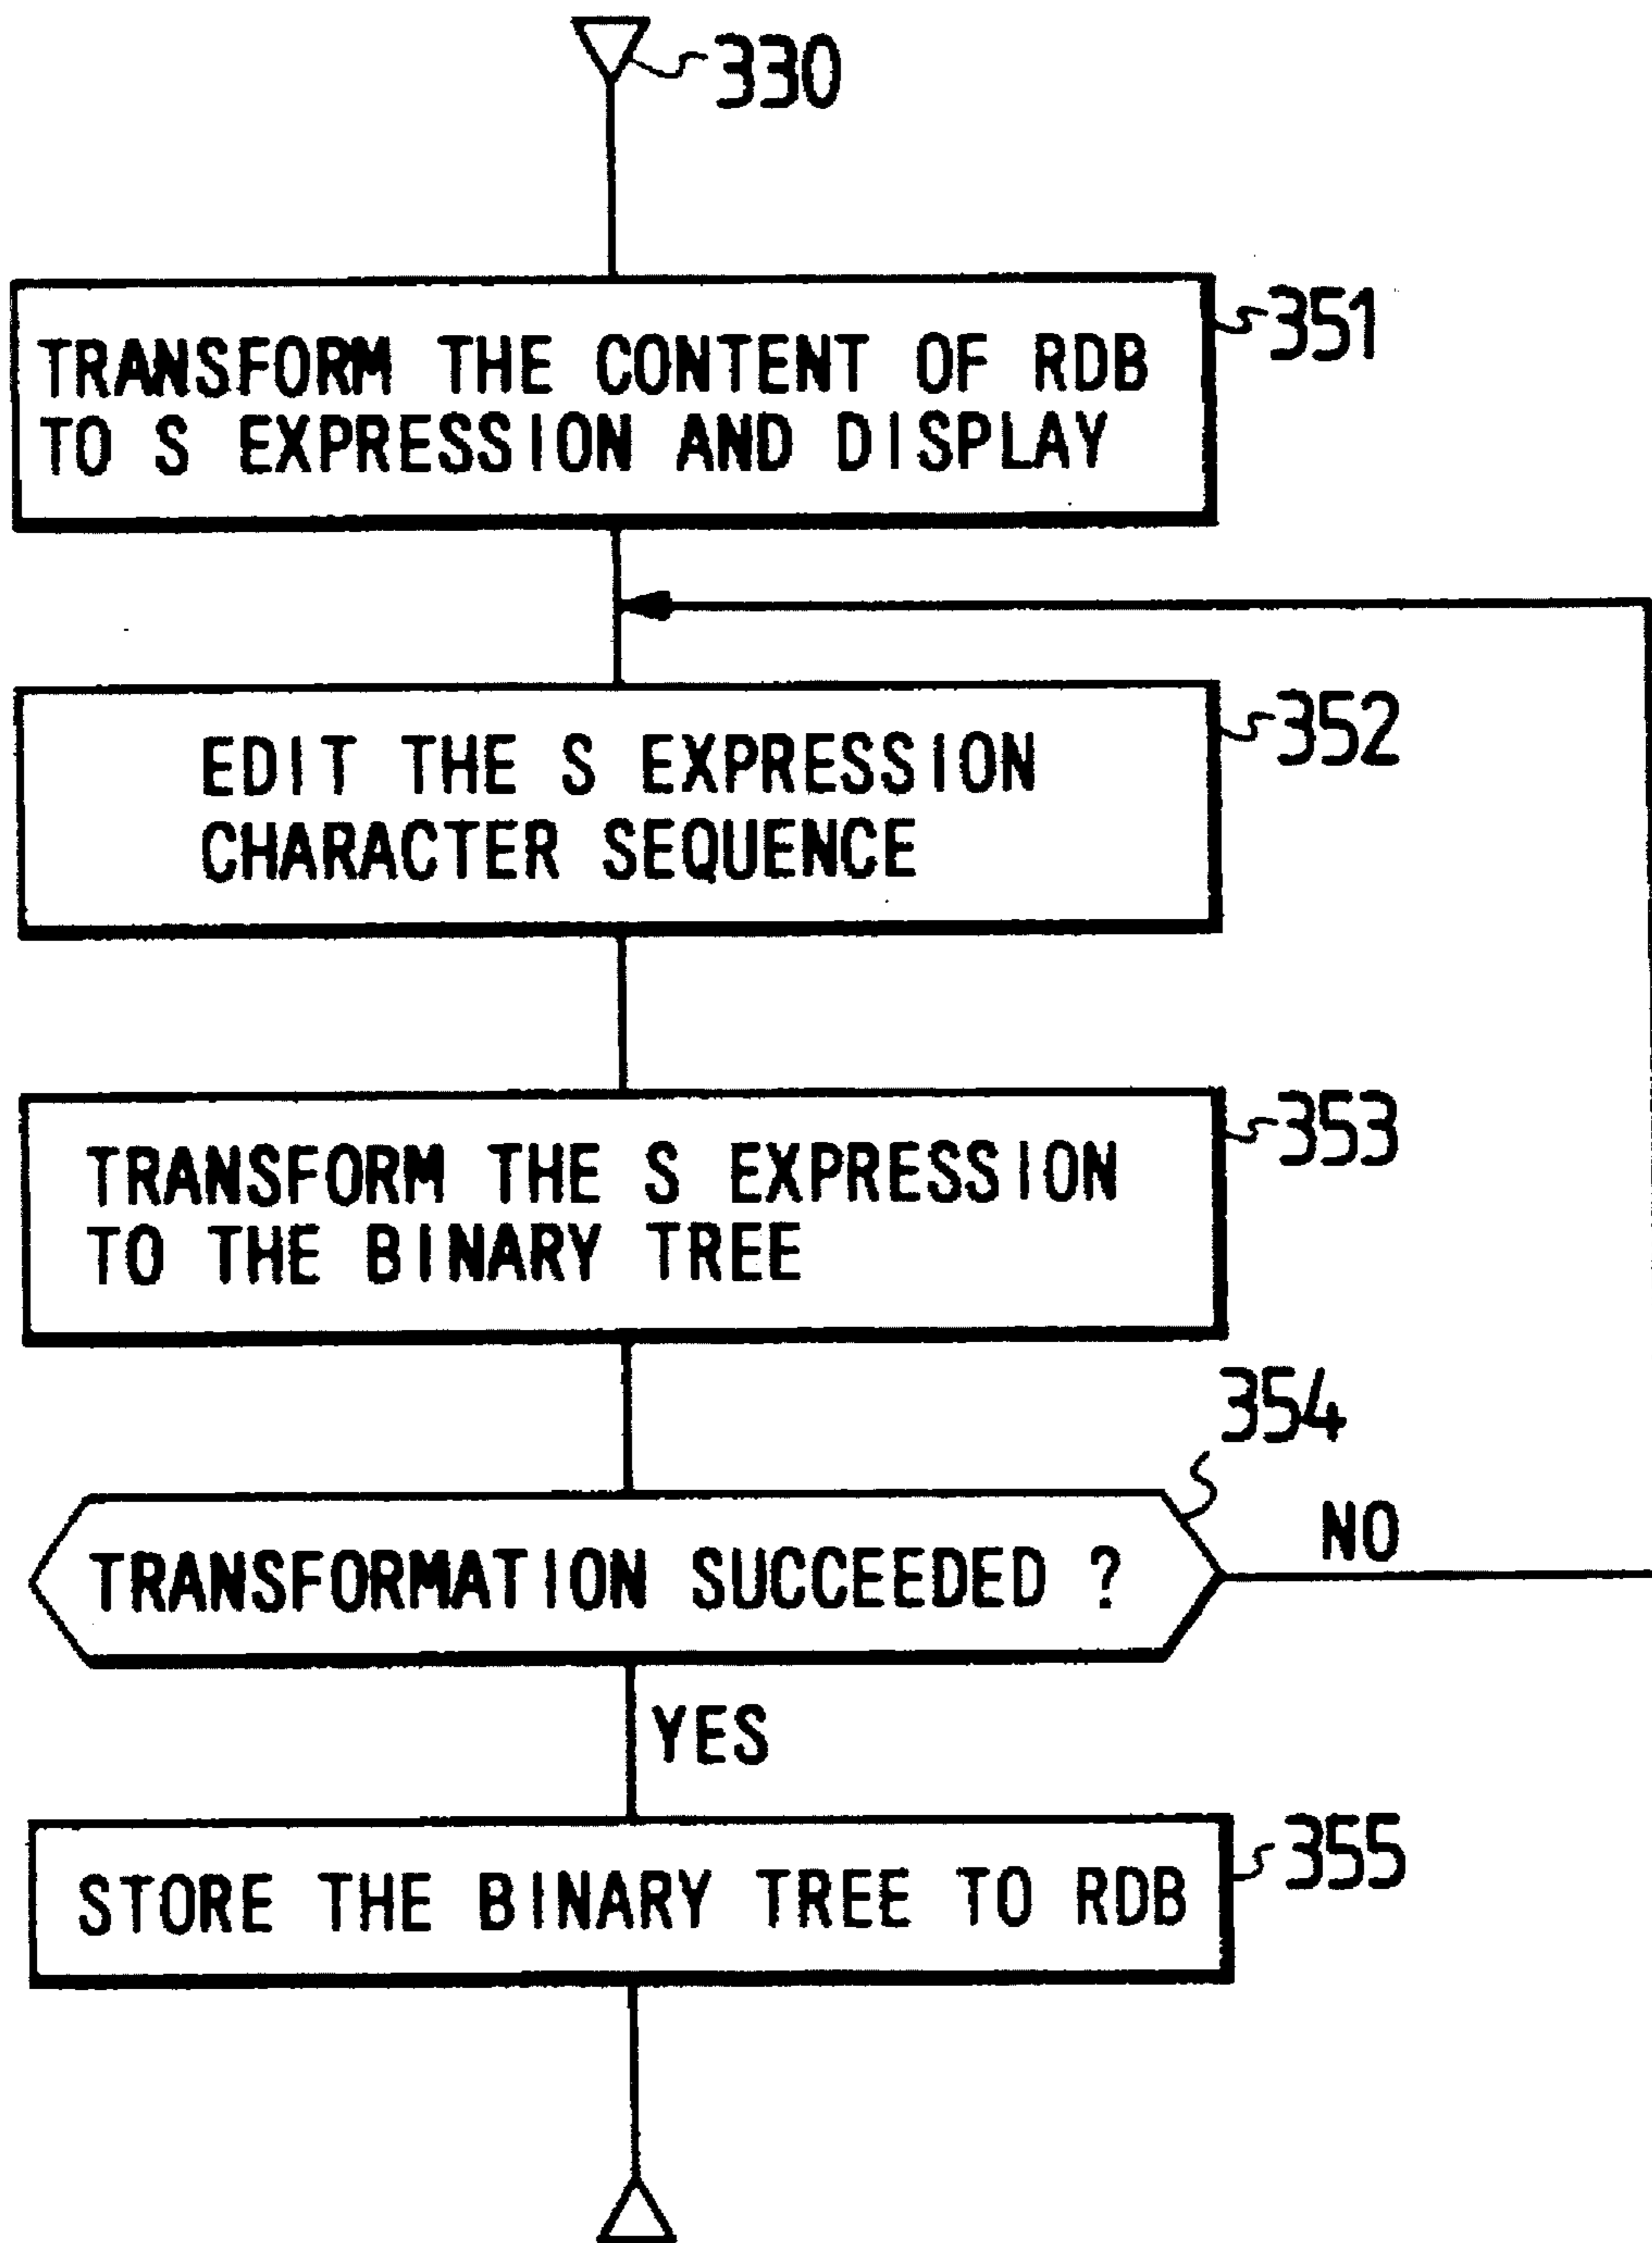 330
351
TRANSFORM THE CONTENT OF RDB
TO S EXPRESSION AND DISPLAY
352
EDIT THE S EXPRESSION
CHARACTER SEQUENCE
353
TRANSFORM THE S EXPRESSION
TO THE BINARY TREE
354
TRANSFORMATION SUCCEEDED ?
NO
YES
355
STORE THE BINARY TREE TO RDB